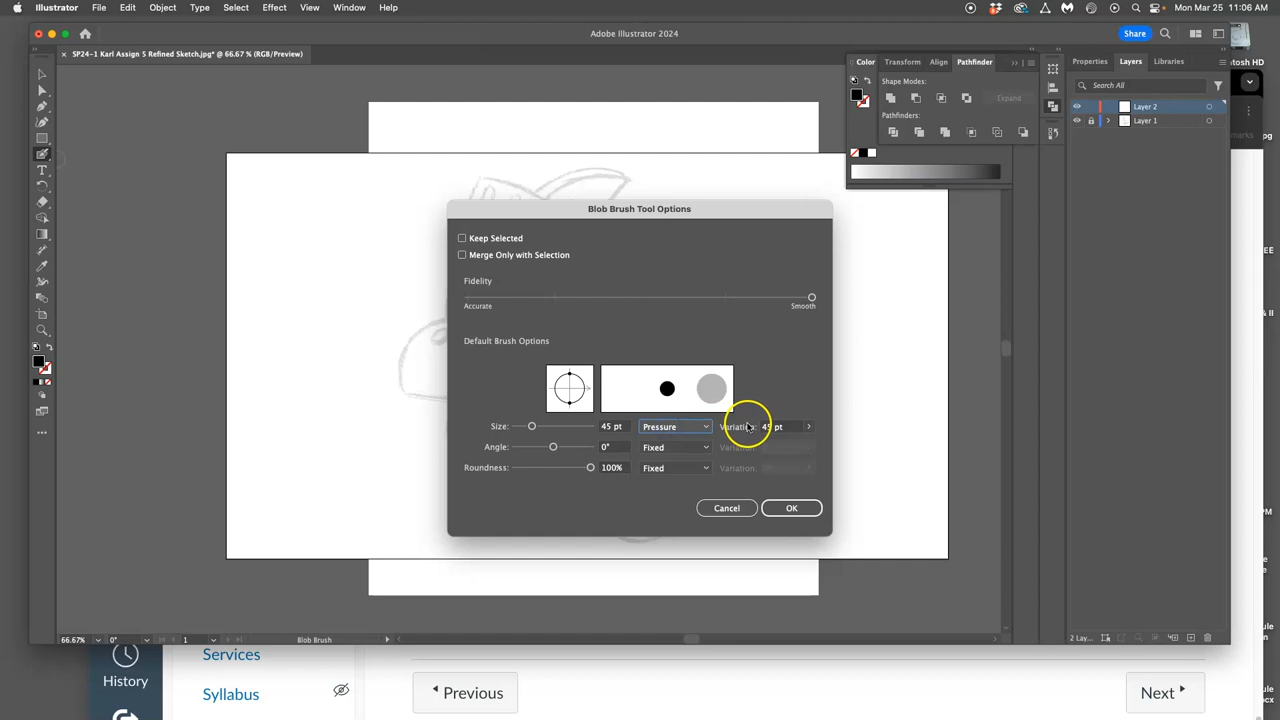 Illustrator File Edit Object Type Select Effect View Window Help
Mon Mar 25 11:06 AM
Adobe Illustrator 2024
Share
SP24-1 Karl Assign 5 Refined Sketch.jpg* @ 66.67 % (RGB/Preview)
Color Transform Align Pathfinder
Properties Layers Libraries
Shape Modes:
Search All
Expand
Layer 2
Pathfinders:
Layer 1
Blob Brush Tool Options
Keep Selected
Merge Only with Selection
Fidelity
Accurate Smooth
Default Brush Options
Size: 45 pt Pressure Variation: 45 pt
Angle: 0° Fixed Variation:
Roundness: 100% Fixed Variation:
Cancel OK
66.67% 0° 1 Blob Brush
2 Lay...
Services
History
Syllabus
Previous
Next